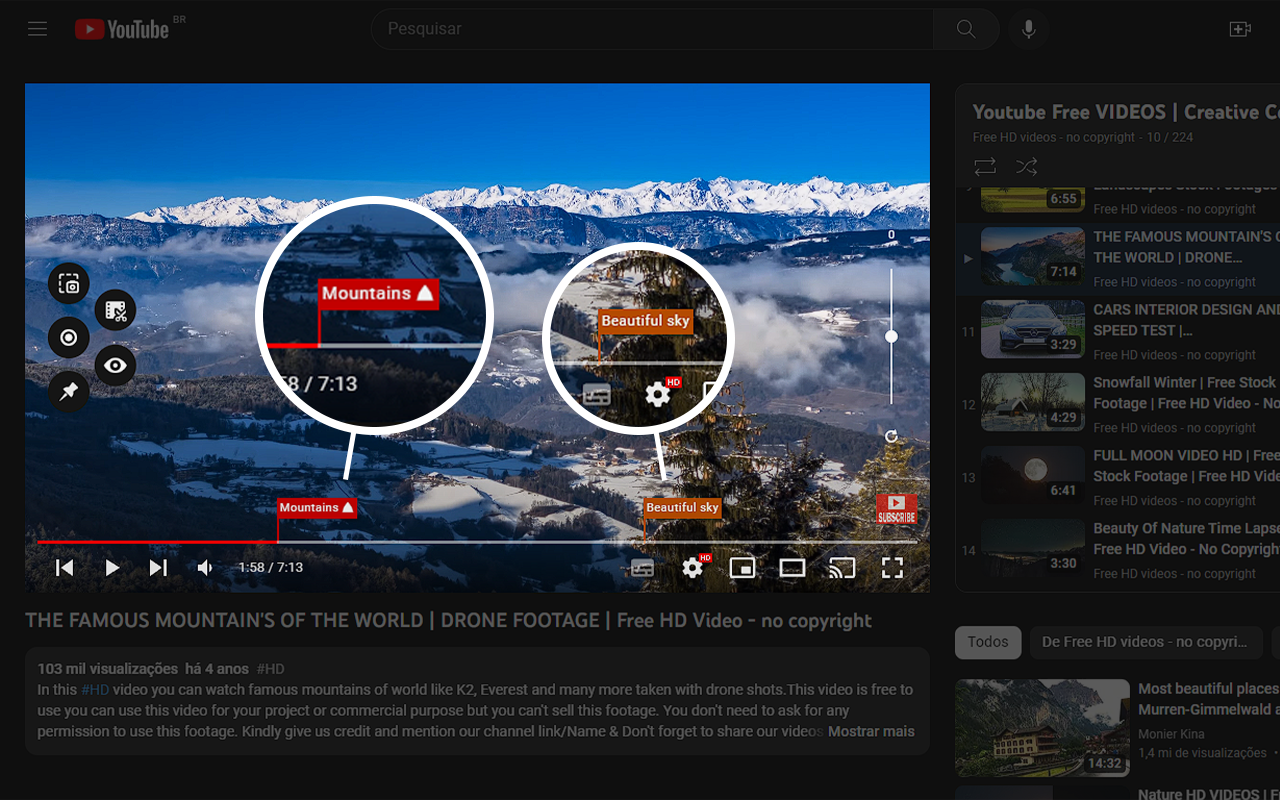 YouTube BR
Pesquisar
Mountains
58 / 7:13
Beautiful sky
HD
0
Mountains
Beautiful sky
SUBSCRIBE
1:58 / 7:13
HD
THE FAMOUS MOUNTAIN'S OF THE WORLD | DRONE FOOTAGE | Free HD Video - no copyright
103 mil visualizações há 4 anos #HD
In this #HD video you can watch famous mountains of world like K2, Everest and many more taken with drone shots.This video is free to
use you can use this video for your project or commercial purpose but you can't sell this footage. You don't need to ask for any
permission to use this footage. Kindly give us credit and mention our channel link/Name & Don't forget to share our videos Mostrar mais
Youtube Free VIDEOS | Creative Co
Free HD videos - no copyright - 10 / 224
Landscapes Stock Footages
6:55
Free HD videos - no copyright
THE FAMOUS MOUNTAIN'S O
THE WORLD | DRONE...
7:14
Free HD videos - no copyright
11
CARS INTERIOR DESIGN AND
SPEED TEST |...
3:29
Free HD videos - no copyright
12
Snowfall Winter | Free Stock
Footage | Free HD Video - No
4:29
Free HD videos - no copyright
13
FULL MOON VIDEO HD | Free
Stock Footage | Free HD Vide
6:41
Free HD videos - no copyright
14
Beauty Of Nature Time Lapse
Free HD Video - No Copyright
3:30
Free HD videos - no copyright
Todos
De Free HD videos - no copyri...
Most beautiful places
Murren-Gimmelwald a
Monier Kina
1,4 mi de visualizações •
14:32
Nature HD VIDEOS | F